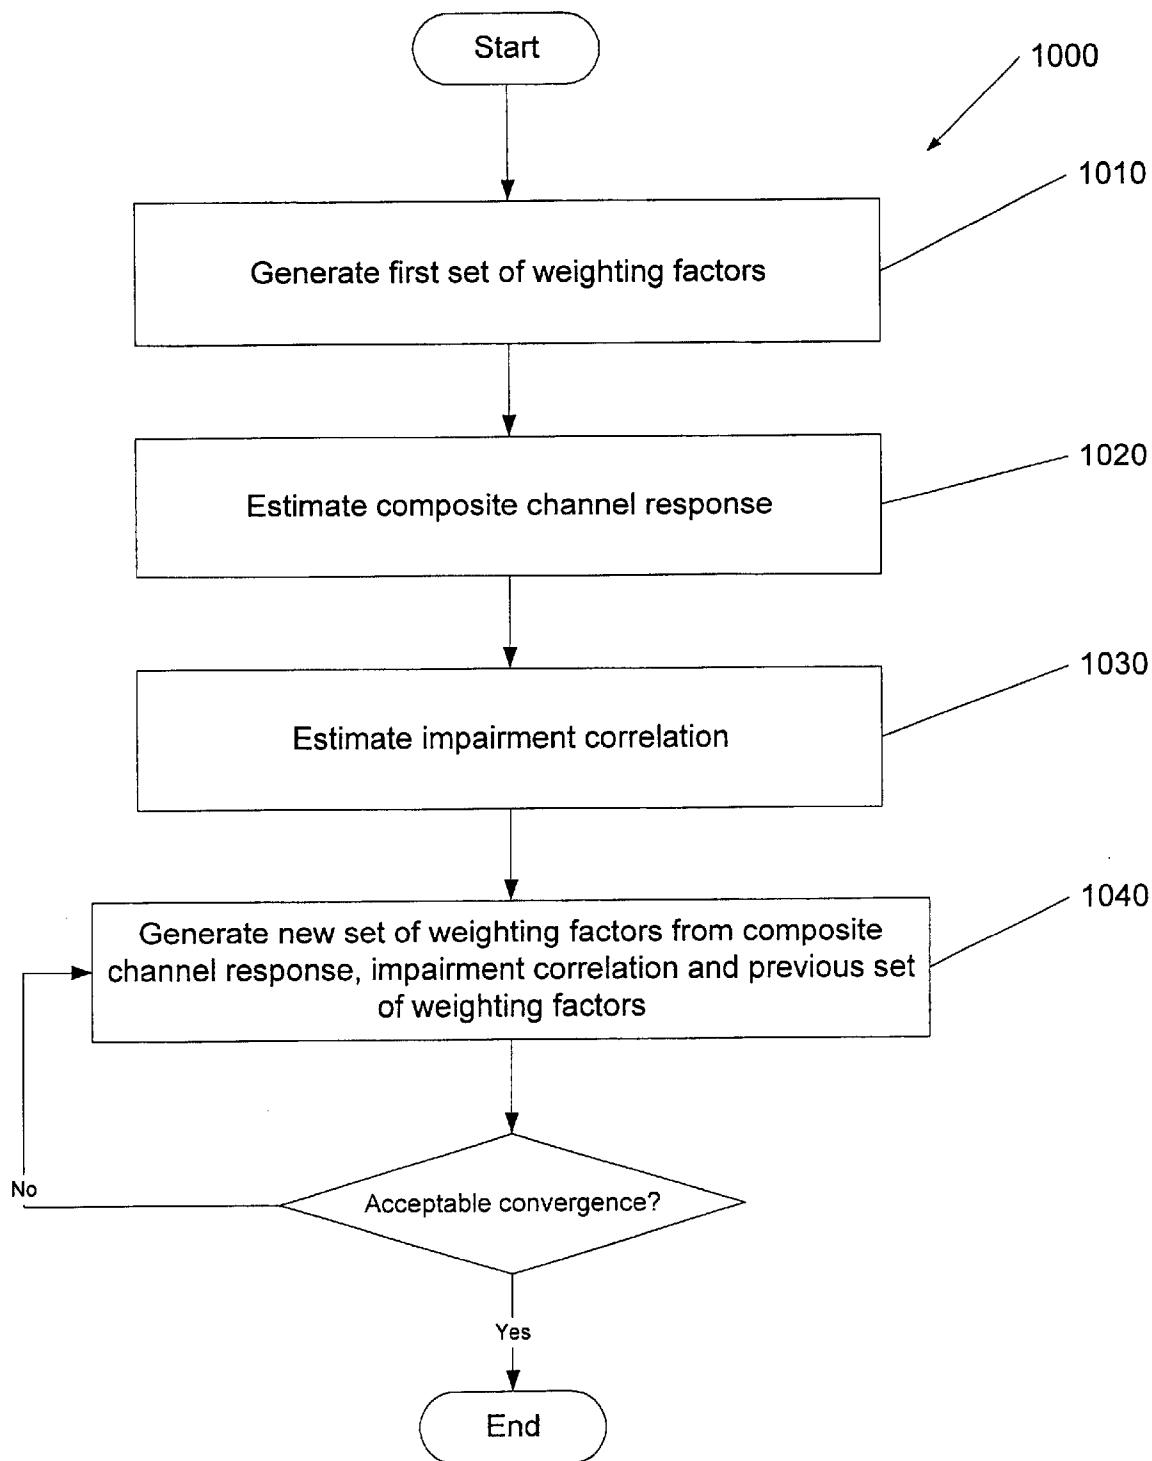 Start
1000
1010
Generate first set of weighting factors
1020
Estimate composite channel response
1030
Estimate impairment correlation
1040
Generate new set of weighting factors from composite
channel response, impairment correlation and previous set
of weighting factors
No
Acceptable convergence?
Yes
End